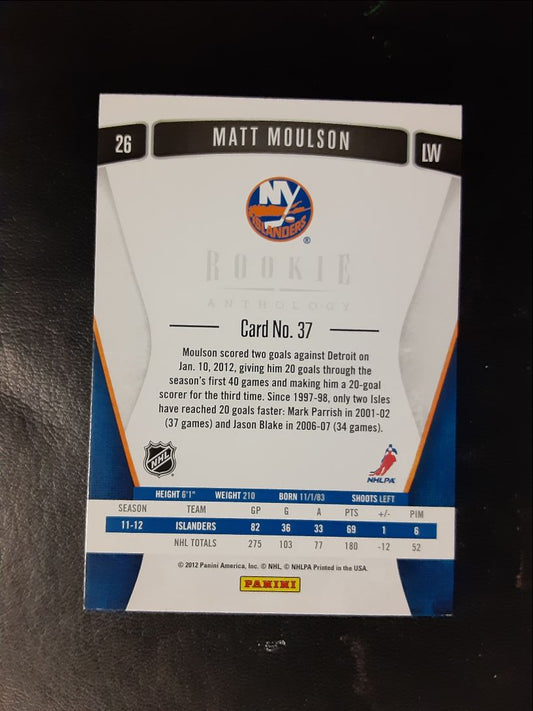 26 MATT MOULSON LW
NY
ISLANDERS
®
ROOKIE
ANTHOLOGY
Card No. 37
Moulson scored two goals against Detroit on
Jan. 10, 2012, giving him 20 goals through the
season's first 40 games and making him a 20-goal
scorer for the third time. Since 1997-98, only two Isles
have reached 20 goals faster: Mark Parrish in 2001-02
(37 games) and Jason Blake in 2006-07 (34 games).
NHL
NHLPA
HEIGHT 6'1" WEIGHT 210 BORN 11/1/83 SHOOTS LEFT
SEASON TEAM GP G A PTS +/- PIM
11-12 ISLANDERS 82 36 33 69 1 6
NHL TOTALS 275 103 77 180 -12 52
© 2012 Panini America, Inc. © NHL, © NHLPA Printed in the USA.
PANINI